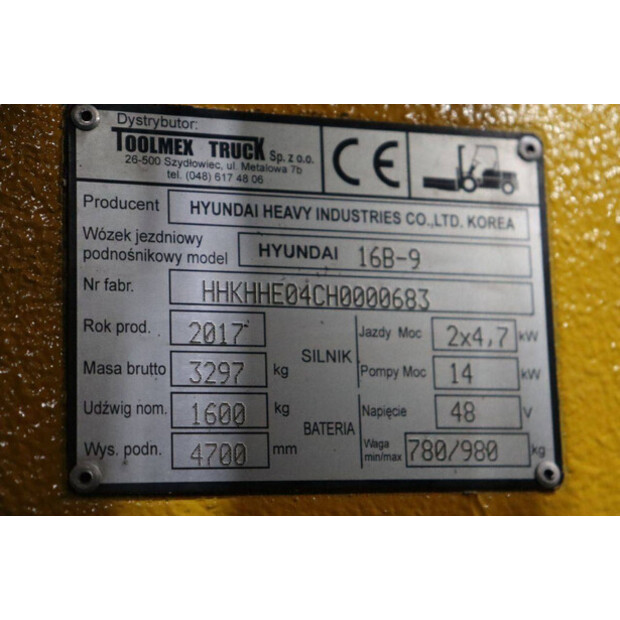 Dystrybutor:
TOOLMEX TRUCK Sp. z o.o.
26-500 Szydłowiec, ul. Metalowa 7b
tel. (048) 617 48 06
CE
Producent HYUNDAI HEAVY INDUSTRIES CO.,LTD. KOREA
Wózek jezdniowy
podnośnikowy model HYUNDAI 16B-9
Nr fabr. HHKHHE04CH0000683
Rok prod. 2017
Masa brutto 3297 kg
Udźwig nom. 1600 kg
Wys. podn. 4700 mm
SILNIK
Jazdy Moc 2x4,7 kW
Pompy Moc 14 kW
BATERIA
Napięcie 48 V
Waga
min/max 780/980 kg